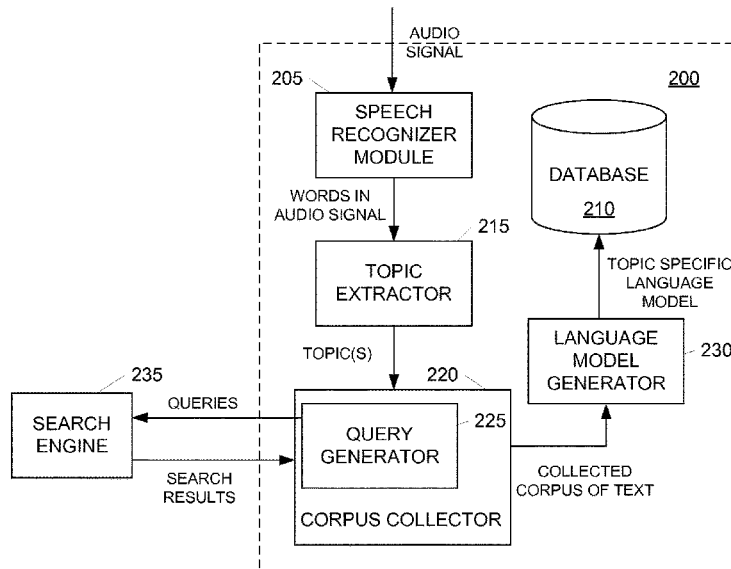 AUDIO
SIGNAL
200
205
SPEECH
RECOGNIZER
MODULE
DATABASE
210
WORDS IN
AUDIO SIGNAL
215
TOPIC
EXTRACTOR
TOPIC SPECIFIC
LANGUAGE
MODEL
TOPIC(S)
LANGUAGE
MODEL
GENERATOR
230
235
SEARCH
ENGINE
QUERIES
SEARCH
RESULTS
220
225
QUERY
GENERATOR
CORPUS COLLECTOR
COLLECTED
CORPUS OF TEXT